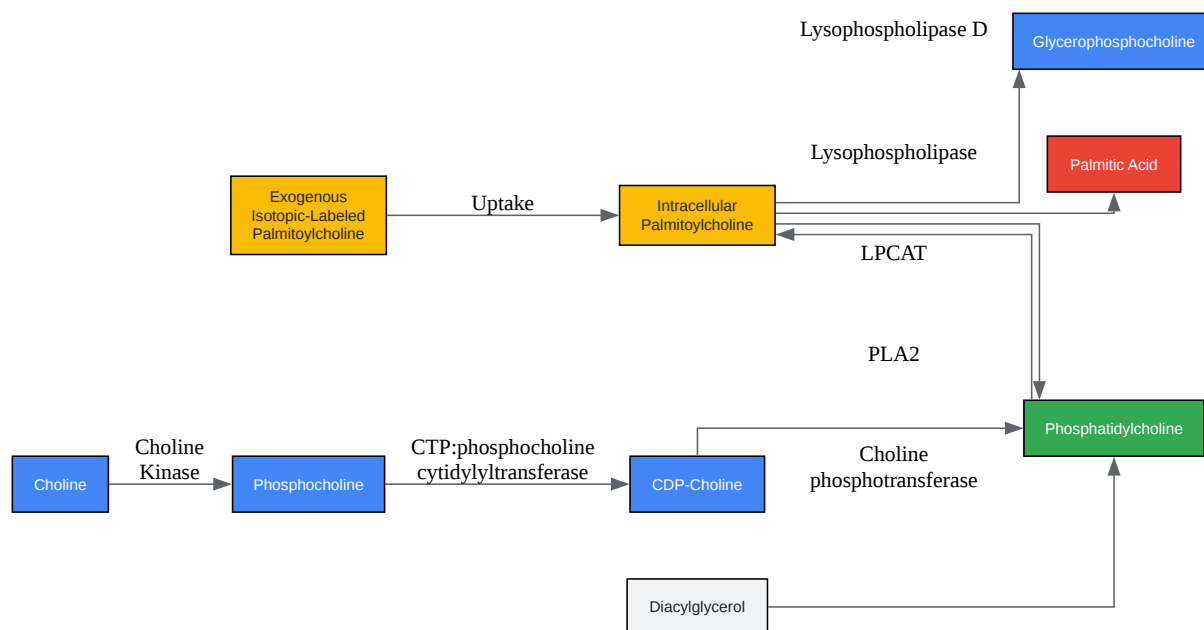 Lysophospholipase D
Glycerophosphocholine
Lysophospholipase
Palmitic Acid
Exogenous
Isotopic-Labeled
Palmitoylcholine
Uptake
Intracellular
Palmitoylcholine
LPCAT
PLA2
Phosphatidylcholine
Choline
Choline
Kinase
Phosphocholine
CTP:phosphocholine
cytidylyltransferase
CDP-Choline
Choline
phosphotransferase
Diacylglycerol